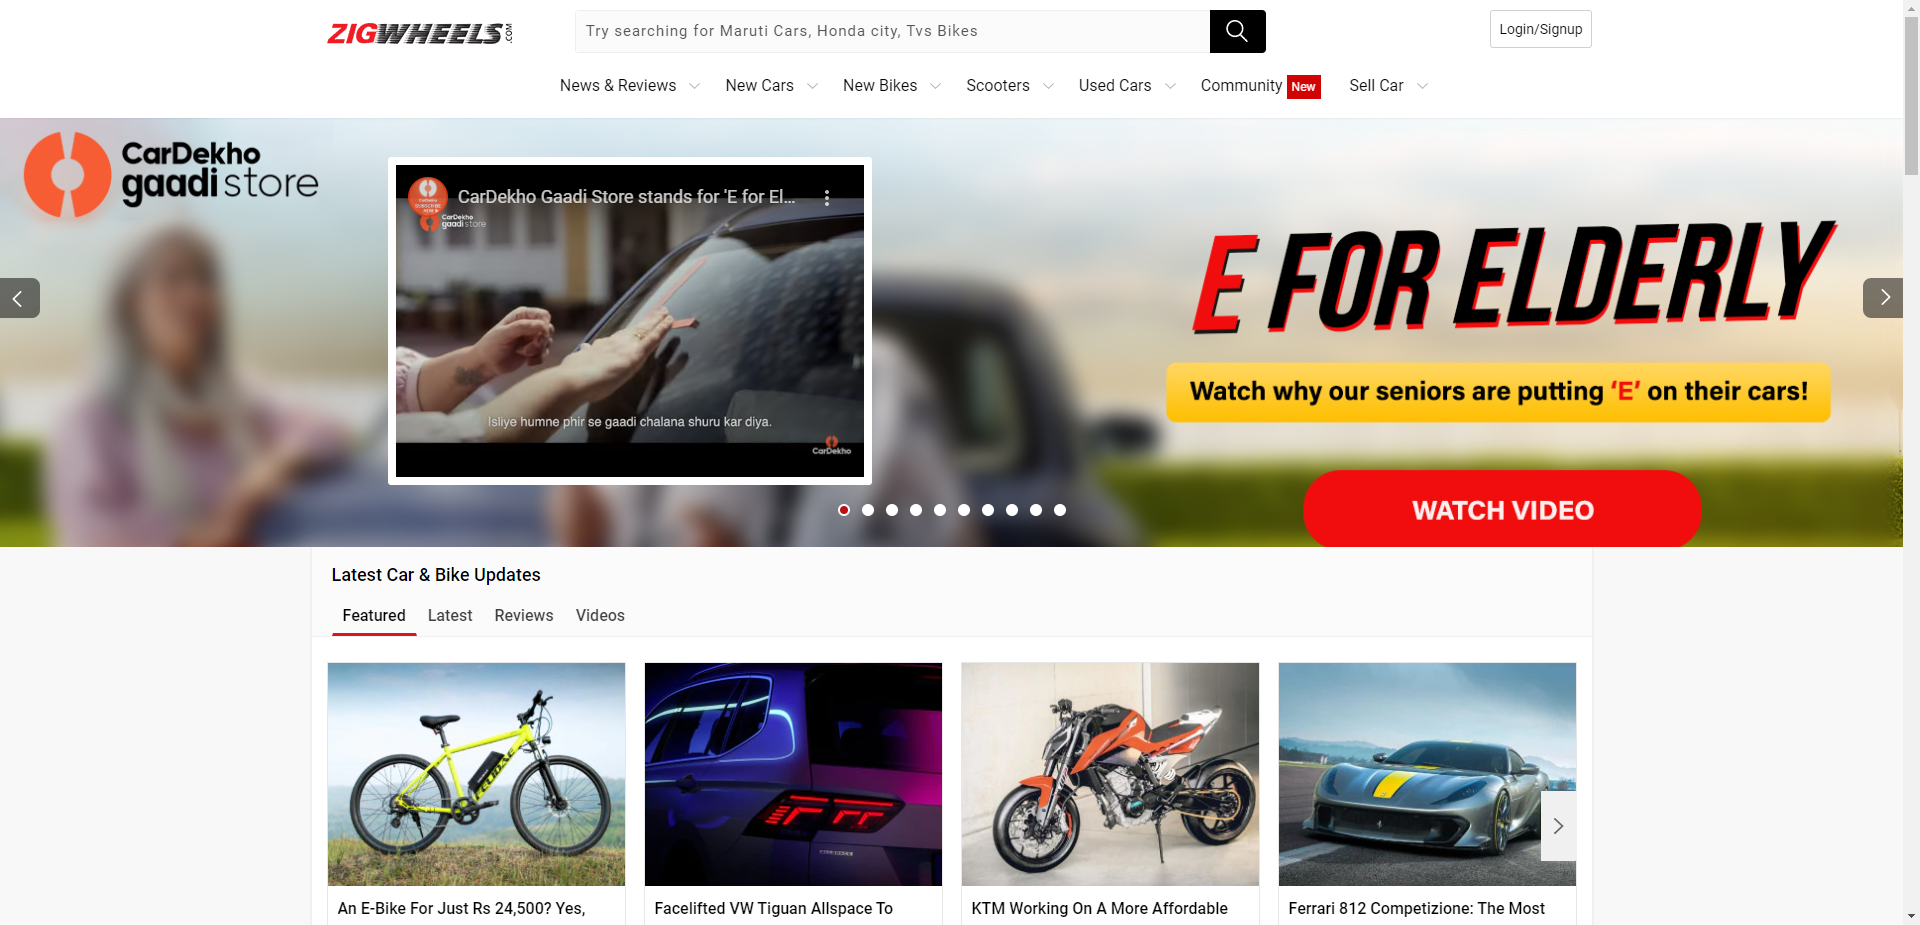 ZIGWHEELS.COM
Try searching for Maruti Cars, Honda city, Tvs Bikes
Login/Signup
News & Reviews
New Cars
New Bikes
Scooters
Used Cars
Community New
Sell Car
CarDekho
gaadi store
CarDekho Gaadi Store stands for 'E for El...
CarDekho
gaadi store
Isliye humne phir se gaadi chalana shuru kar diya.
CarDekho
E FOR ELDERLY
Watch why our seniors are putting ‘E’ on their cars!
WATCH VIDEO
Latest Car & Bike Updates
Featured
Latest
Reviews
Videos
An E-Bike For Just Rs 24,500? Yes,
Facelifted VW Tiguan Allspace To
KTM Working On A More Affordable
Ferrari 812 Competizione: The Most